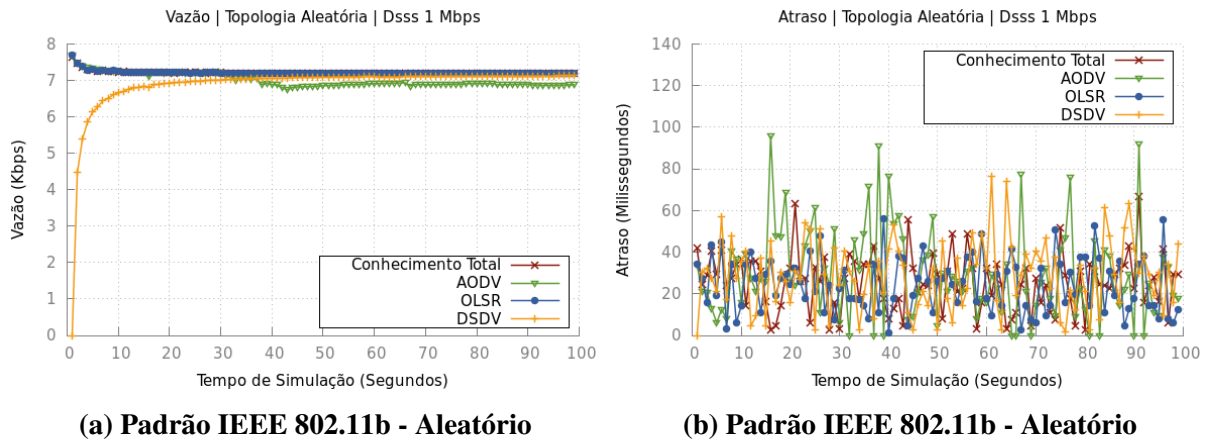 Vazão | Topologia Aleatória | Dsss 1 Mbps
8
7
6
5
4
3
2
1
0
Vazão (Kbps)
Conhecimento Total
AODV
OLSR
DSDV
0 10 20 30 40 50 60 70 80 90 100
Tempo de Simulação (Segundos)
(a) Padrão IEEE 802.11b - Aleatório
Atraso | Topologia Aleatória | Dsss 1 Mbps
140
120
100
80
60
40
20
0
Atraso (Milissegundos)
Conhecimento Total
AODV
OLSR
DSDV
0 10 20 30 40 50 60 70 80 90 100
Tempo de Simulação (Segundos)
(b) Padrão IEEE 802.11b - Aleatório